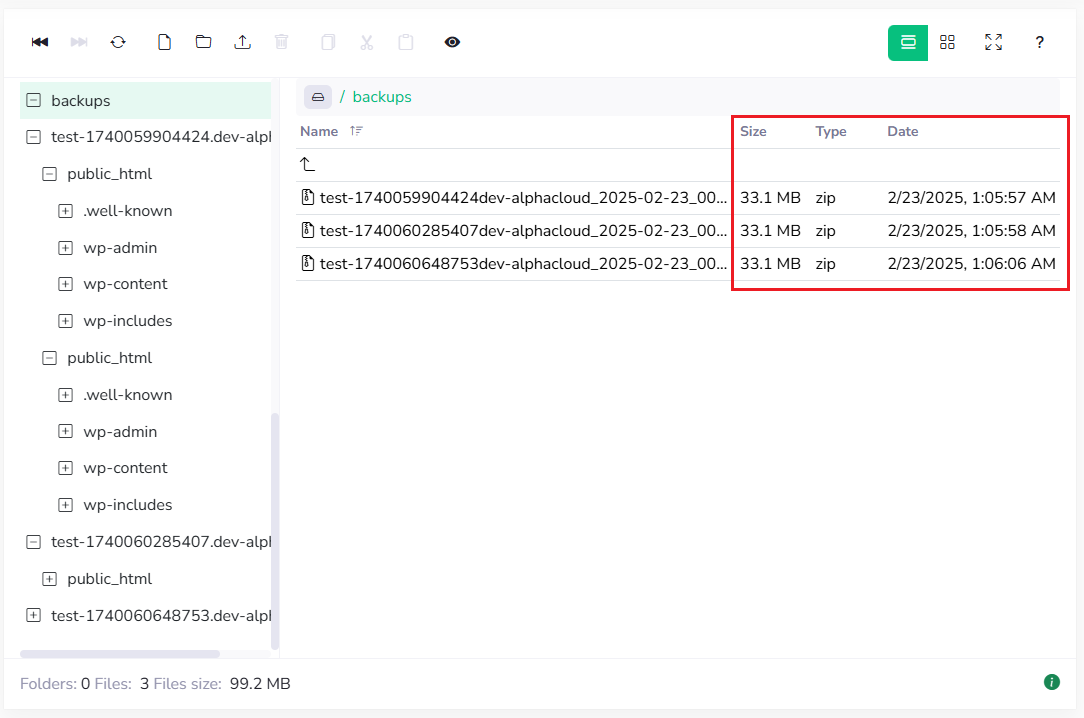 ?
backups
test-1740059904424.dev-alph
public_html
.well-known
wp-admin
wp-content
wp-includes
public_html
.well-known
wp-admin
wp-content
wp-includes
test-1740060285407.dev-alph
public_html
test-1740060648753.dev-alph
/ backups
Name Size Type Date
test-1740059904424dev-alphacloud_2025-02-23_00... 33.1 MB zip 2/23/2025, 1:05:57 AM
test-1740060285407dev-alphacloud_2025-02-23_00... 33.1 MB zip 2/23/2025, 1:05:58 AM
test-1740060648753dev-alphacloud_2025-02-23_00... 33.1 MB zip 2/23/2025, 1:06:06 AM
Folders: 0 Files: 3 Files size: 99.2 MB